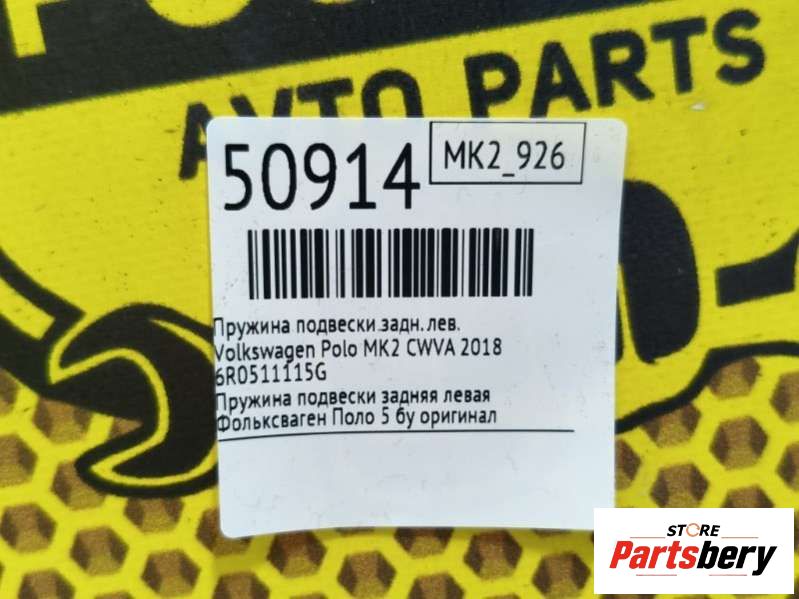 AVTO PARTS
50914
MK2_926
Пружина подвески задн. лев.
Volkswagen Polo MK2 CWVA 2018
6R0511115G
Пружина подвески задняя левая
Фольксваген Поло 5 бу оригинал
STORE
Partsbery